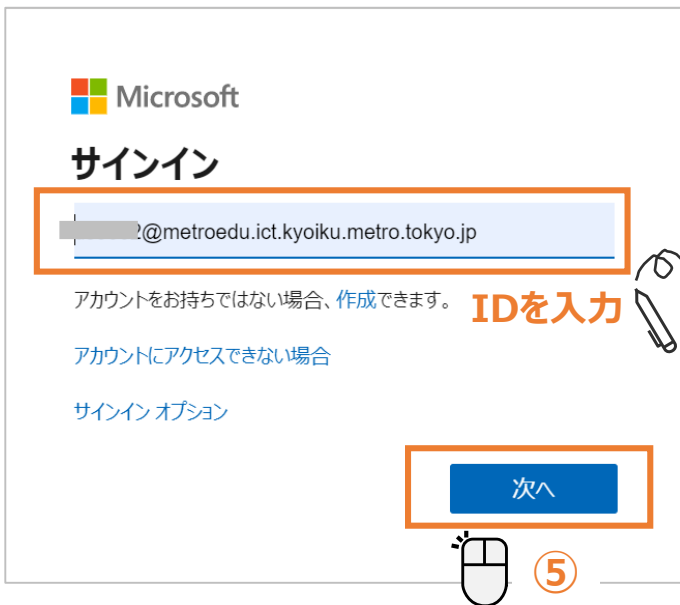 Microsoft
サインイン
2@metroedu.ict.kyoiku.metro.tokyo.jp
アカウントをお持ちではない場合、作成できます。
IDを入力
アカウントにアクセスできない場合
サインイン オプション
次へ
⑤